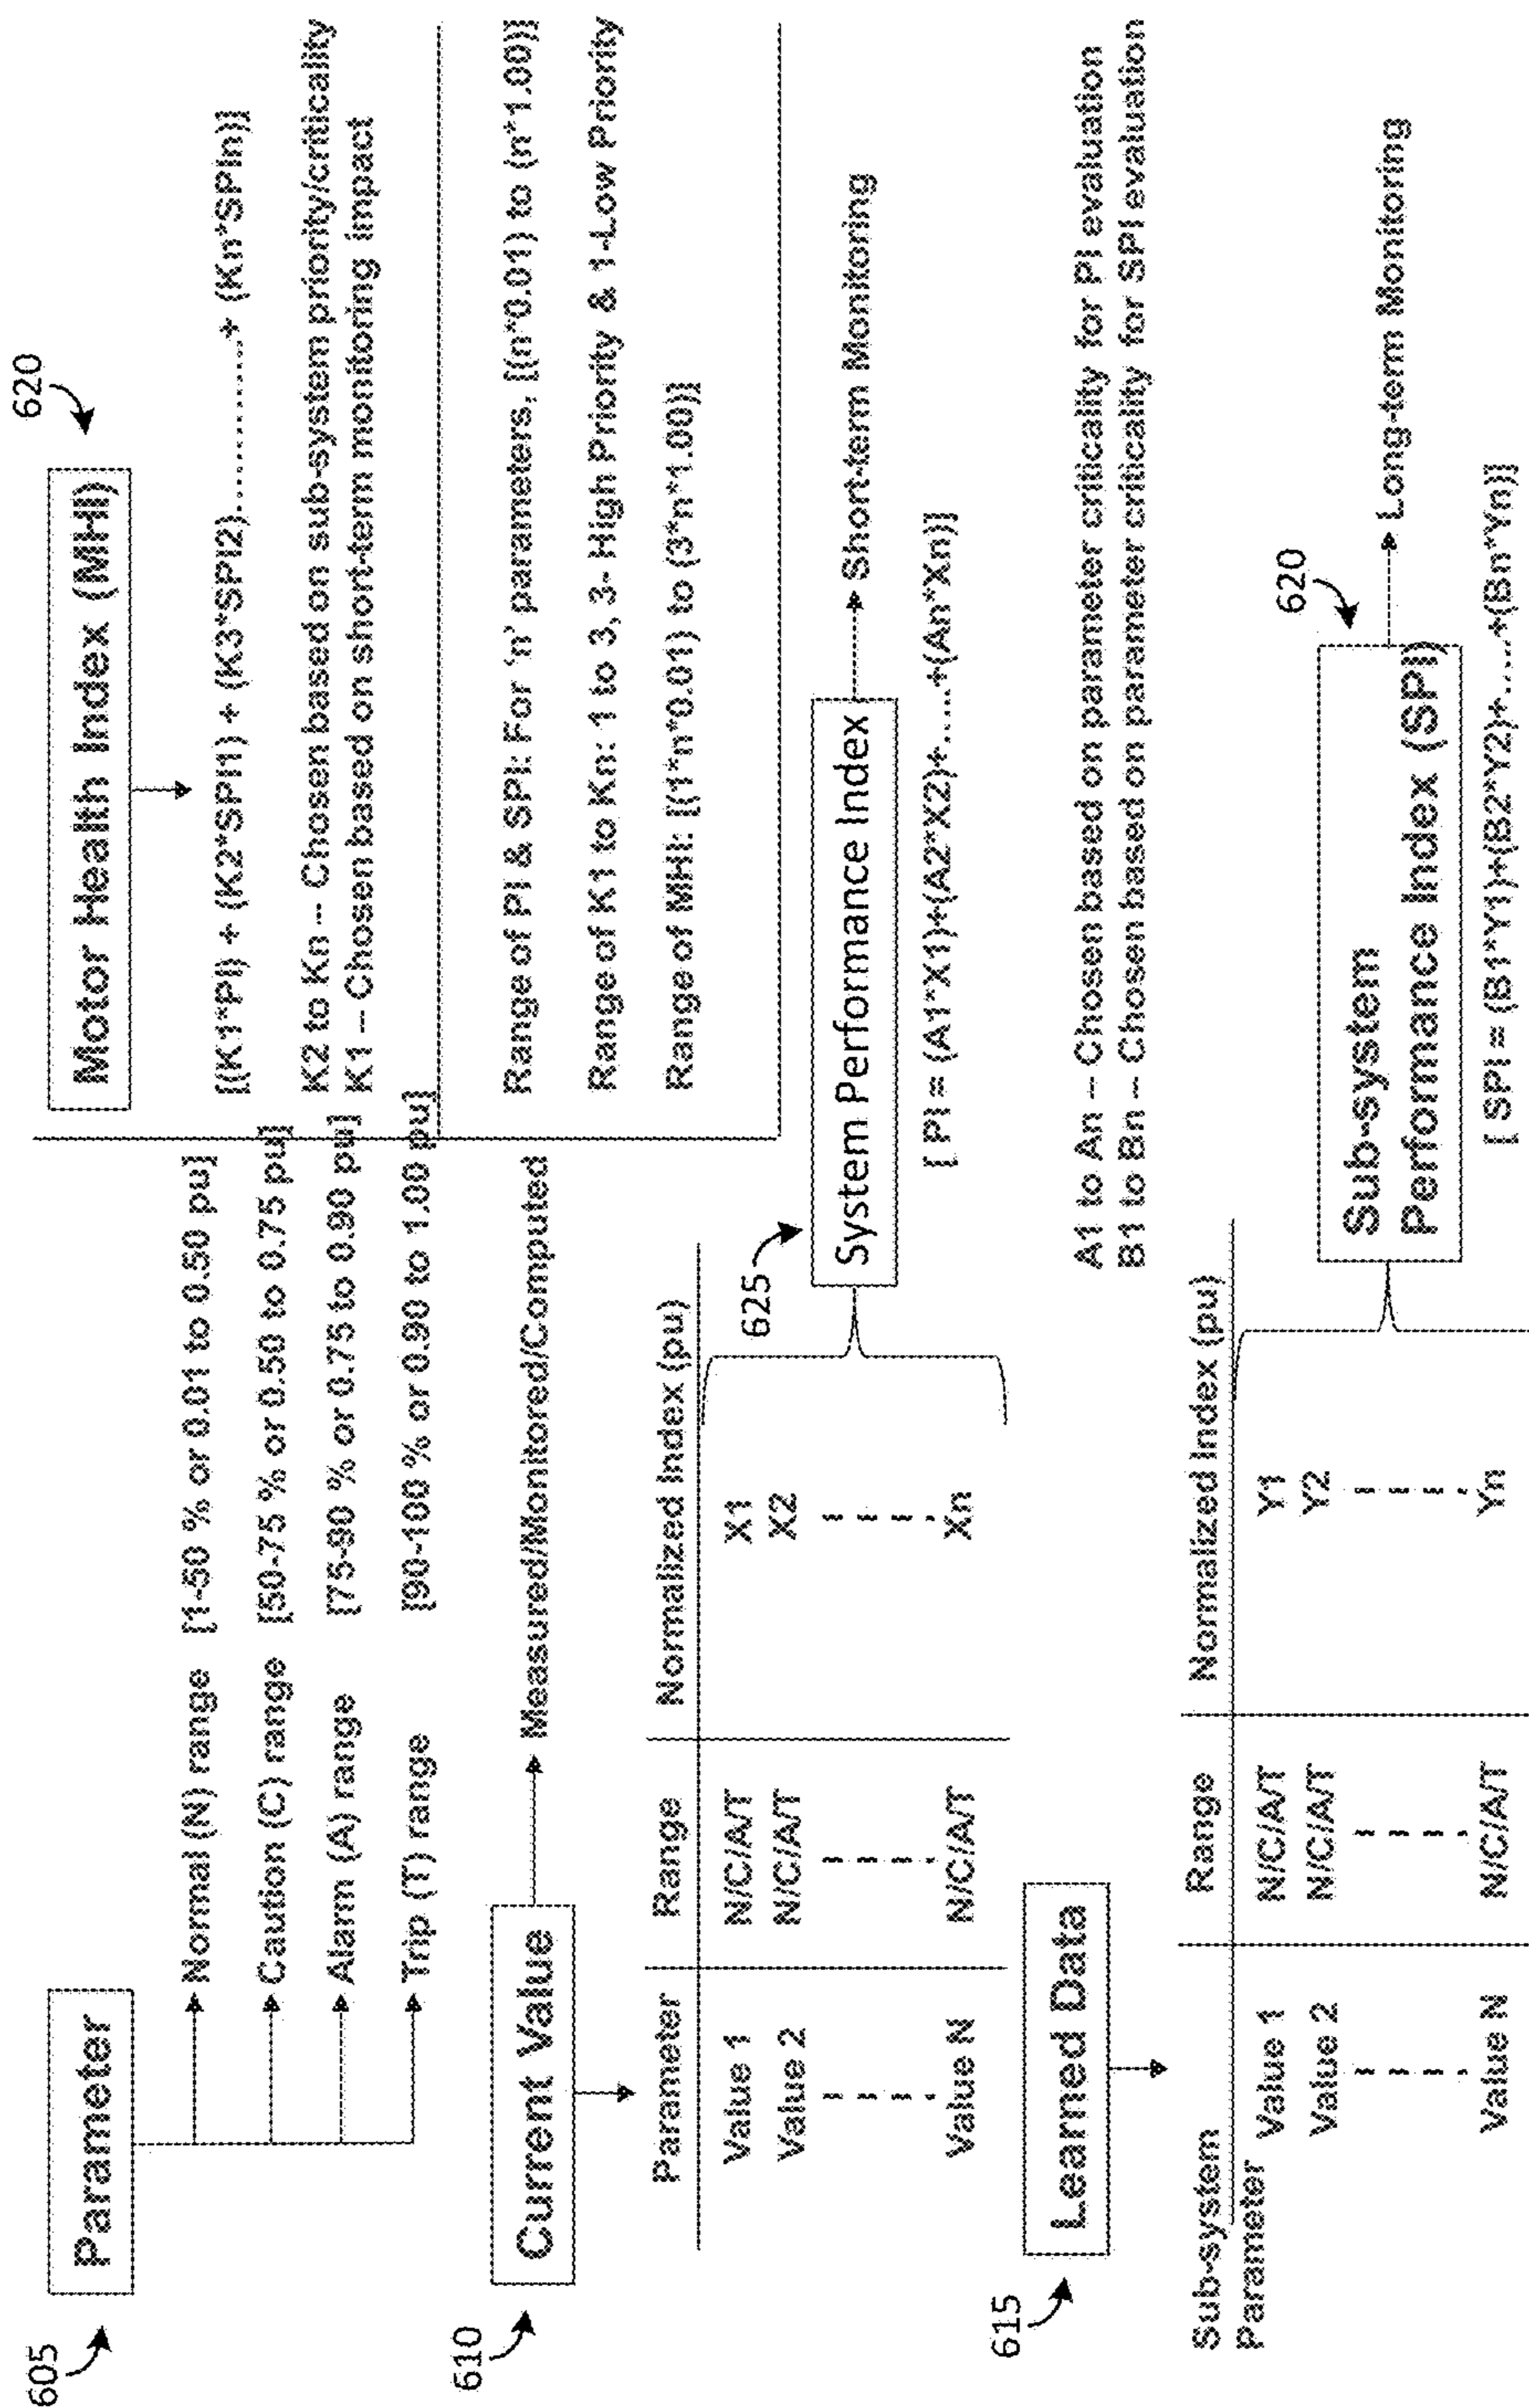 605
Parameter
Normal (N) range [1-50 % or 0.01 to 0.50 pu]
Caution (C) range [50-75 % or 0.50 to 0.75 pu]
Alarm (A) range [75-90 % or 0.75 to 0.90 pu]
Trip (T) range [90-100 % or 0.90 to 1.00 pu]
620
Motor Health Index (MHI)
[(K1*PI) + (K2*SPI1) + (K3*SPI2)...........+ (Kn*SPIn)]
K2 to Kn – Chosen based on sub-system priority/criticality
K1 – Chosen based on short-term monitoring impact
Range of PI & SPI: For 'n' parameters, [(n*0.01) to (n*1.00)]
Range of K1 to Kn: 1 to 3, 3- High Priority & 1-Low Priority
Range of MHI: [(1*n*0.01) to (3*n*1.00)]
610
Current Value
Measured/Monitored/Computed
Parameter Range Normalized Index (pu)
Value 1 N/C/A/T X1
Value 2 N/C/A/T X2
Value N N/C/A/T Xn
625
System Performance Index
Short-term Monitoring
[ PI = (A1*X1)+(A2*X2)+.....+(An*Xn)]
A1 to An – Chosen based on parameter criticality for PI evaluation
B1 to Bn – Chosen based on parameter criticality for SPI evaluation
615
Learned Data
Sub-system
Parameter
Range Normalized Index (pu)
Value 1 N/C/A/T Y1
Value 2 N/C/A/T Y2
Value N N/C/A/T Yn
620
Sub-system
Performance Index (SPI)
Long-term Monitoring
[ SPI = (B1*Y1)+(B2*Y2)+.....+(Bn*Yn)]